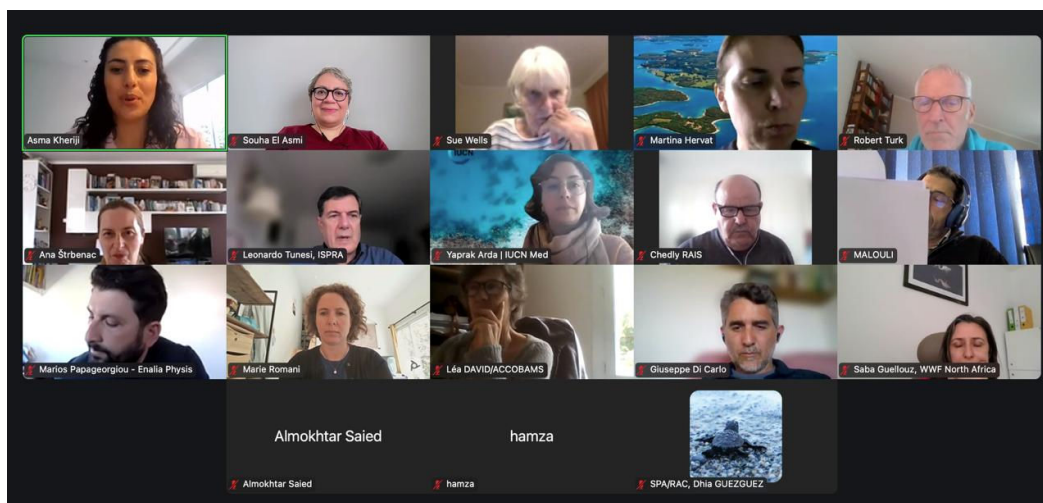 Asma Kheriji
Souha El Asmi
Sue Wells
Martina Hervat
Robert Turk
IUCN
Ana Štrbenac
Leonardo Tunesi, ISPRA
Yaprak Arda | IUCN Med
Chedly RAIS
MALOULI
Marios Papageorgiou - Enalia Physis
Marie Romani
Léa DAVID/ACCOBAMS
Giuseppe Di Carlo
Saba Guellouz, WWF North Africa
Almokhtar Saied
hamza
Almokhtar Saied
hamza
SPA/RAC, Dhia GUEZGUEZ